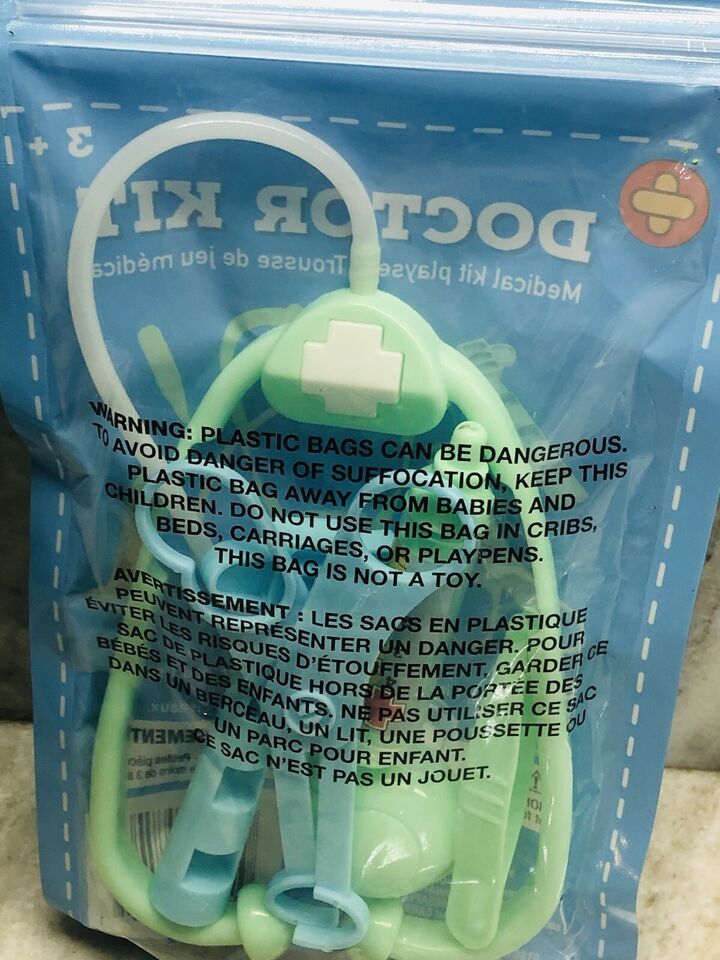 3+
DOCTOR KIT
Medical kit playset Trousse de jeu médical
WARNING: PLASTIC BAGS CAN BE DANGEROUS.
TO AVOID DANGER OF SUFFOCATION, KEEP THIS
PLASTIC BAG AWAY FROM BABIES AND
CHILDREN. DO NOT USE THIS BAG IN CRIBS,
BEDS, CARRIAGES, OR PLAYPENS.
THIS BAG IS NOT A TOY.
AVERTISSEMENT : LES SACS EN PLASTIQUE
PEUVENT REPRÉSENTER UN DANGER. POUR
ÉVITER LES RISQUES D'ÉTOUFFEMENT, GARDER CE
SAC DE PLASTIQUE HORS DE LA PORTÉE DES
BÉBÉS ET DES ENFANTS. NE PAS UTILISER CE SAC
DANS UN BERCEAU, UN LIT, UNE POUSSETTE OU
UN PARC POUR ENFANT.
CE SAC N'EST PAS UN JOUET.